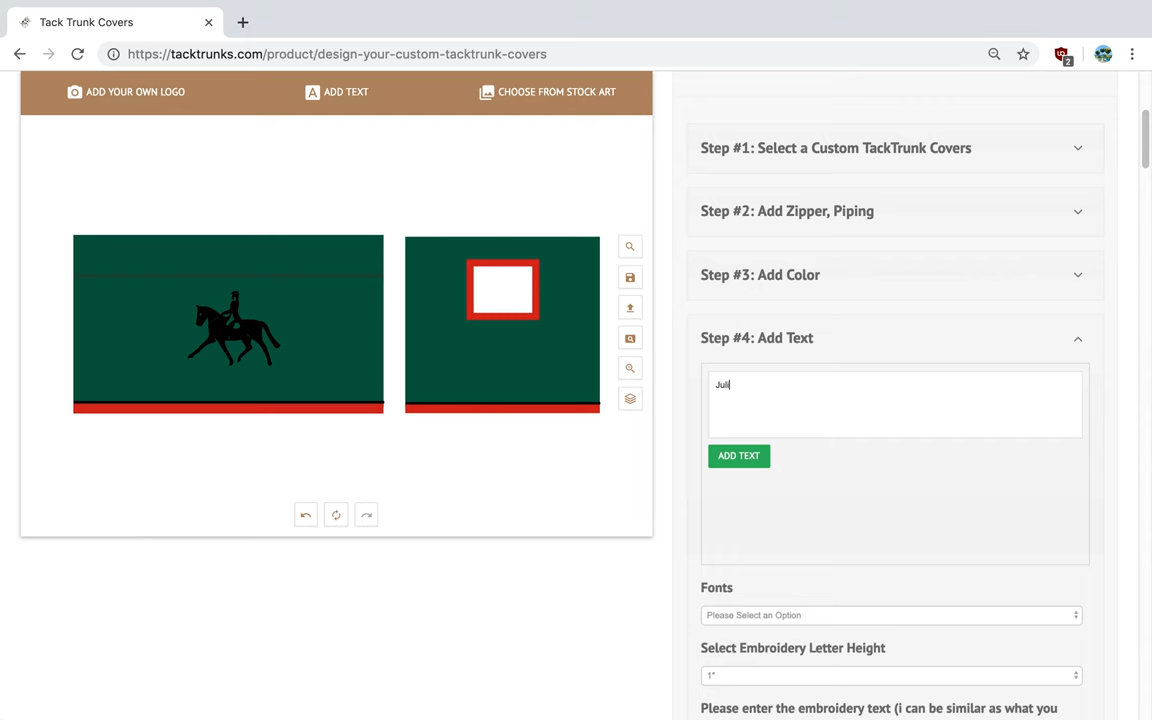 Tack Trunk Covers
https://tacktrunks.com/product/design-your-custom-tacktrunk-covers
2
ADD YOUR OWN LOGO
A ADD TEXT
CHOOSE FROM STOCK ART
Step #1: Select a Custom TackTrunk Covers
Step #2: Add Zipper, Piping
Step #3: Add Color
Step #4: Add Text
Juli
ADD TEXT
Fonts
Please Select an Option
Select Embroidery Letter Height
1"
Please enter the embroidery text (i can be similar as what you